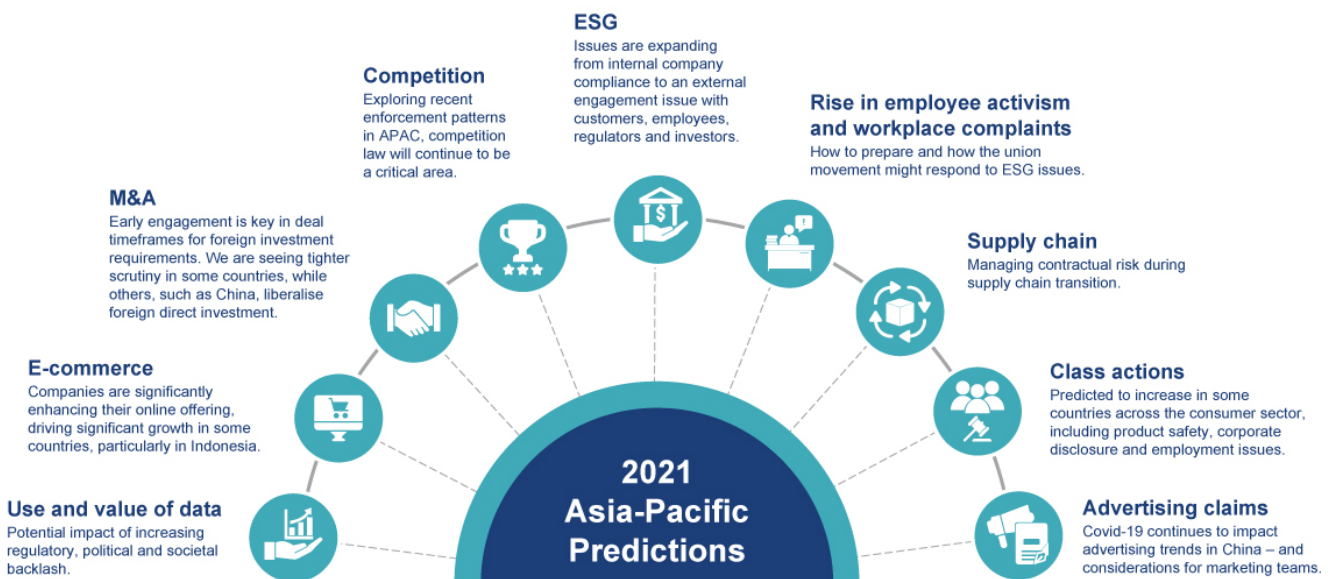 ESG
Issues are expanding
from internal company
compliance to an external
engagement issue with
customers, employees,
regulators and investors.
Competition
Exploring recent
enforcement patterns
in APAC, competition
law will continue to be
a critical area.
Rise in employee activism
and workplace complaints
How to prepare and how the union
movement might respond to ESG issues.
M&A
Early engagement is key in deal
timeframes for foreign investment
requirements. We are seeing tighter
scrutiny in some countries, while
others, such as China, liberalise
foreign direct investment.
Supply chain
Managing contractual risk during
supply chain transition.
E-commerce
Companies are significantly
enhancing their online offering,
driving significant growth in some
countries, particularly in Indonesia.
Class actions
Predicted to increase in some
countries across the consumer sector,
including product safety, corporate
disclosure and employment issues.
Use and value of data
Potential impact of increasing
regulatory, political and societal
backlash.
2021
Asia-Pacific
Predictions
Advertising claims
Covid-19 continues to impact
advertising trends in China – and
considerations for marketing teams.
$
!